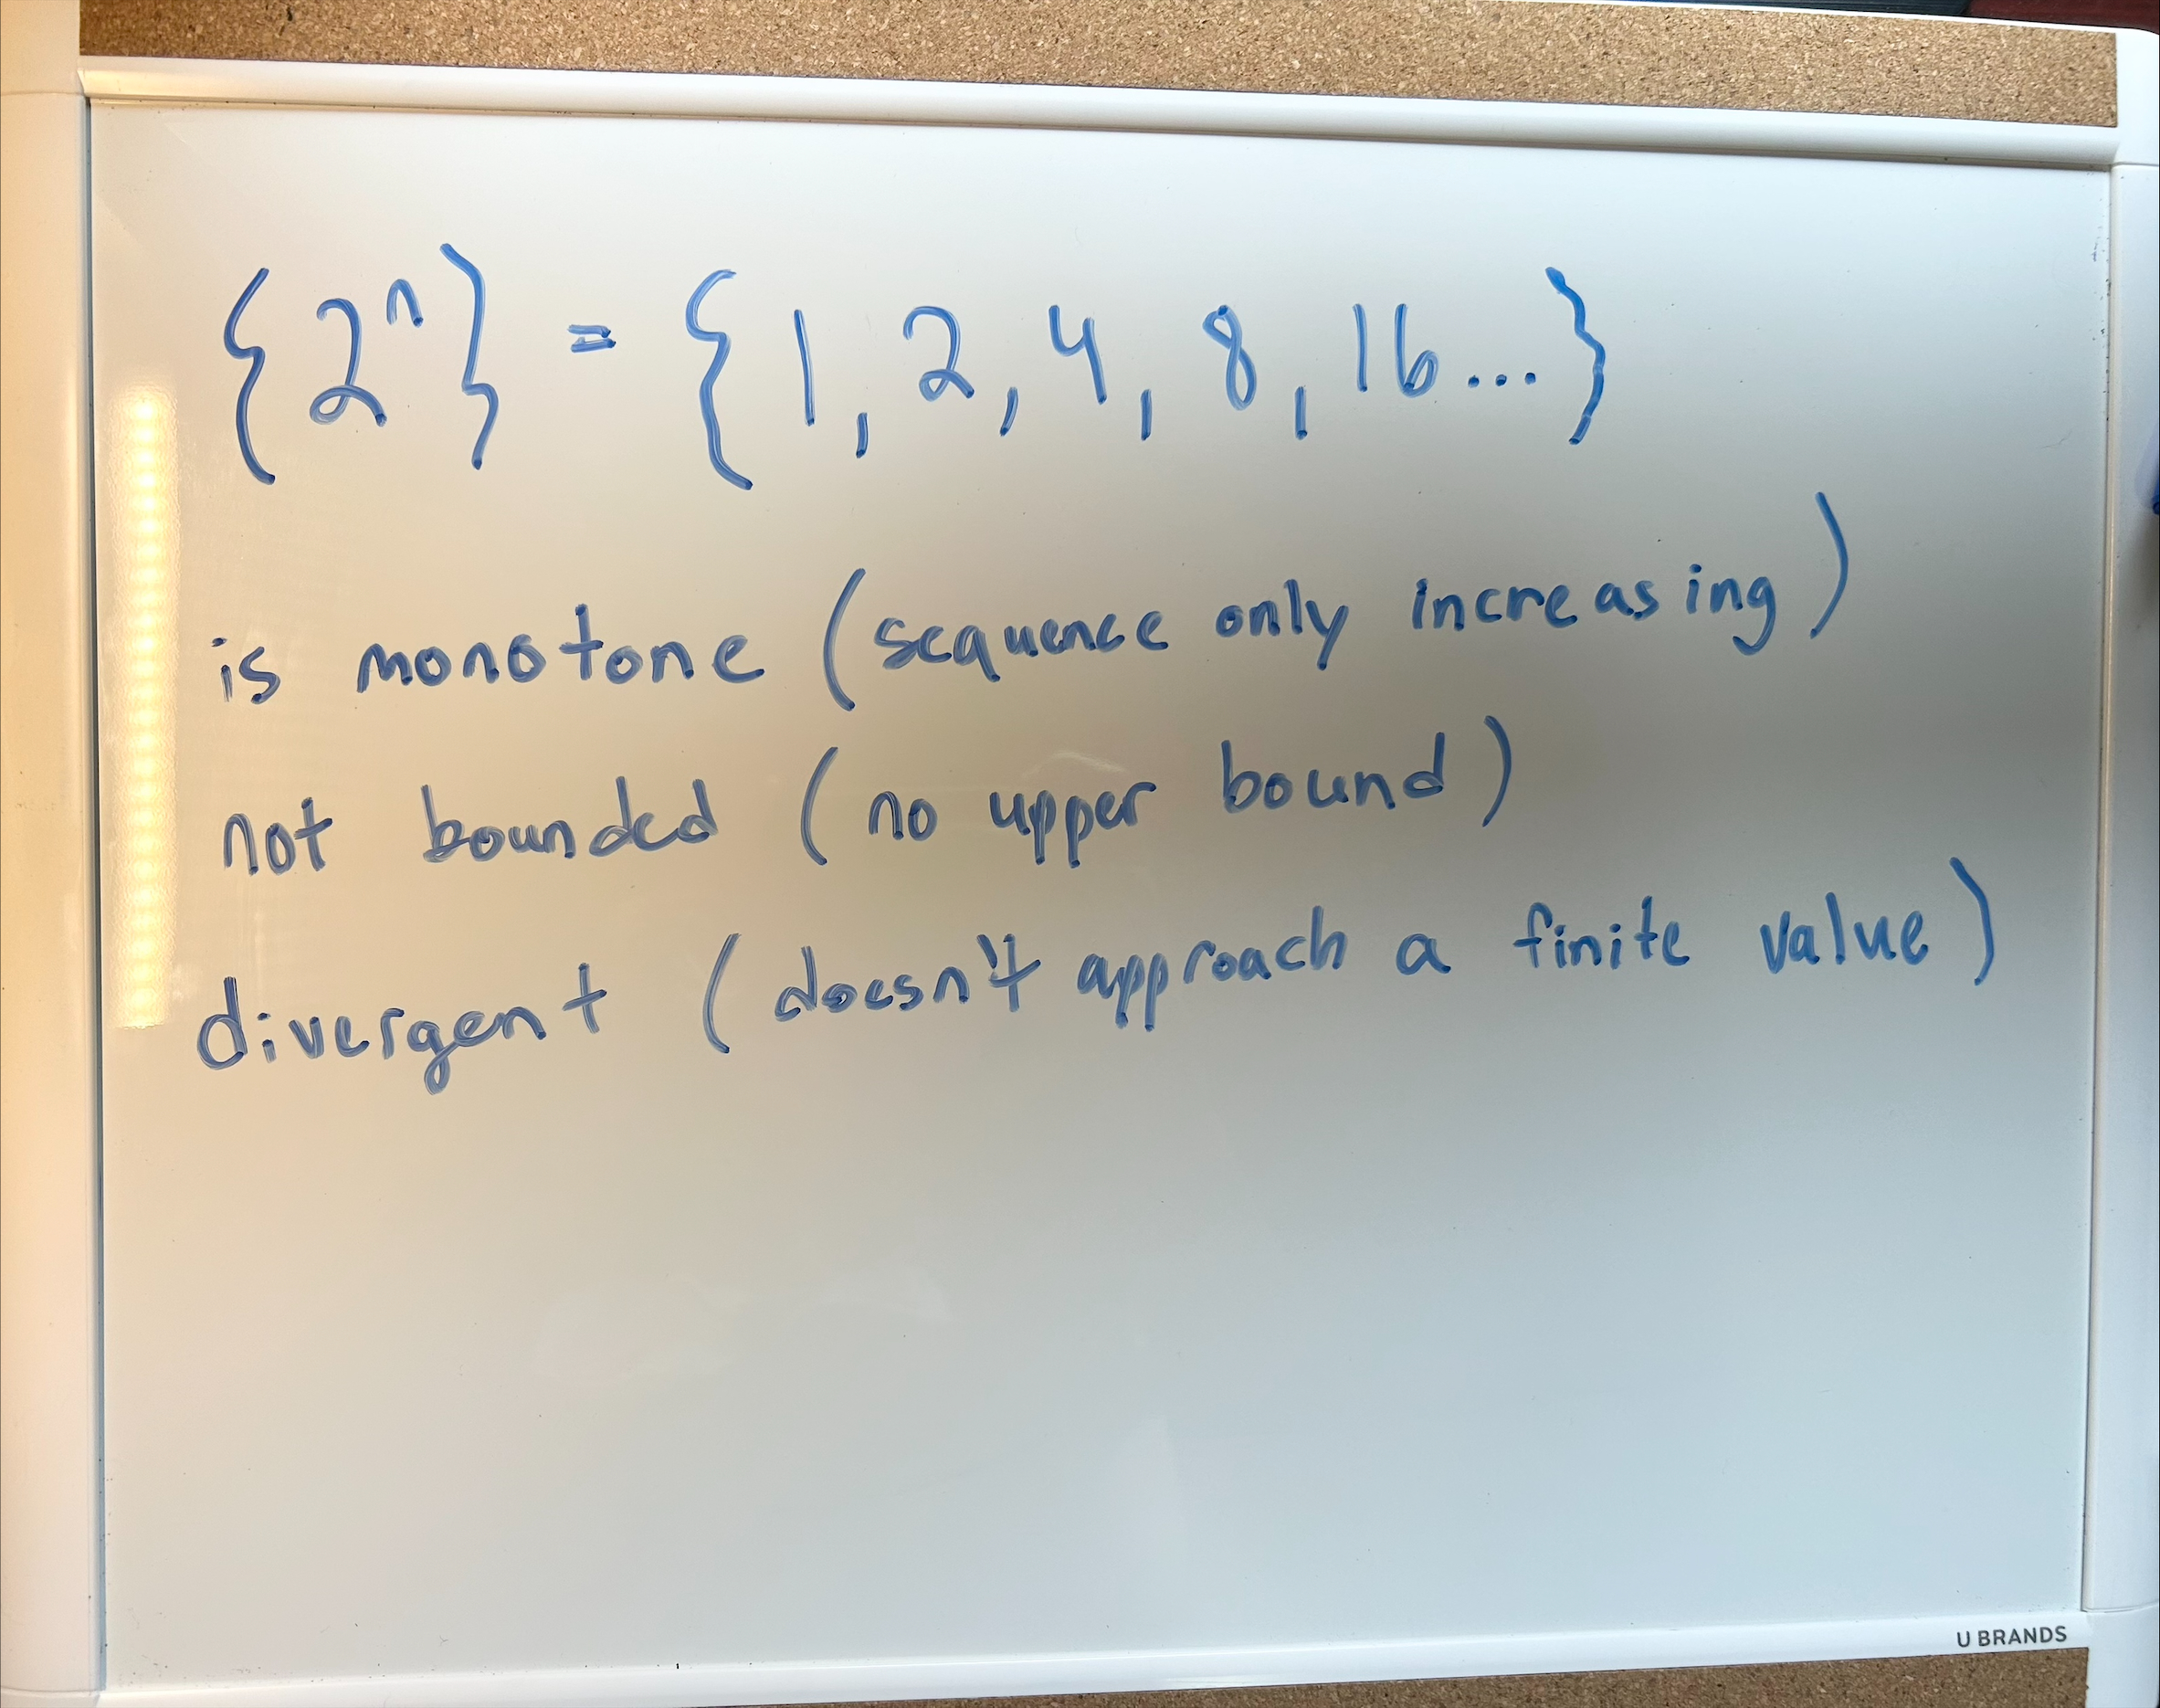 {2ⁿ} = {1, 2, 4, 8, 16...}
is monotone (sequence only increasing)
not bounded (no upper bound)
divergent (doesn't approach a finite value)
U BRANDS